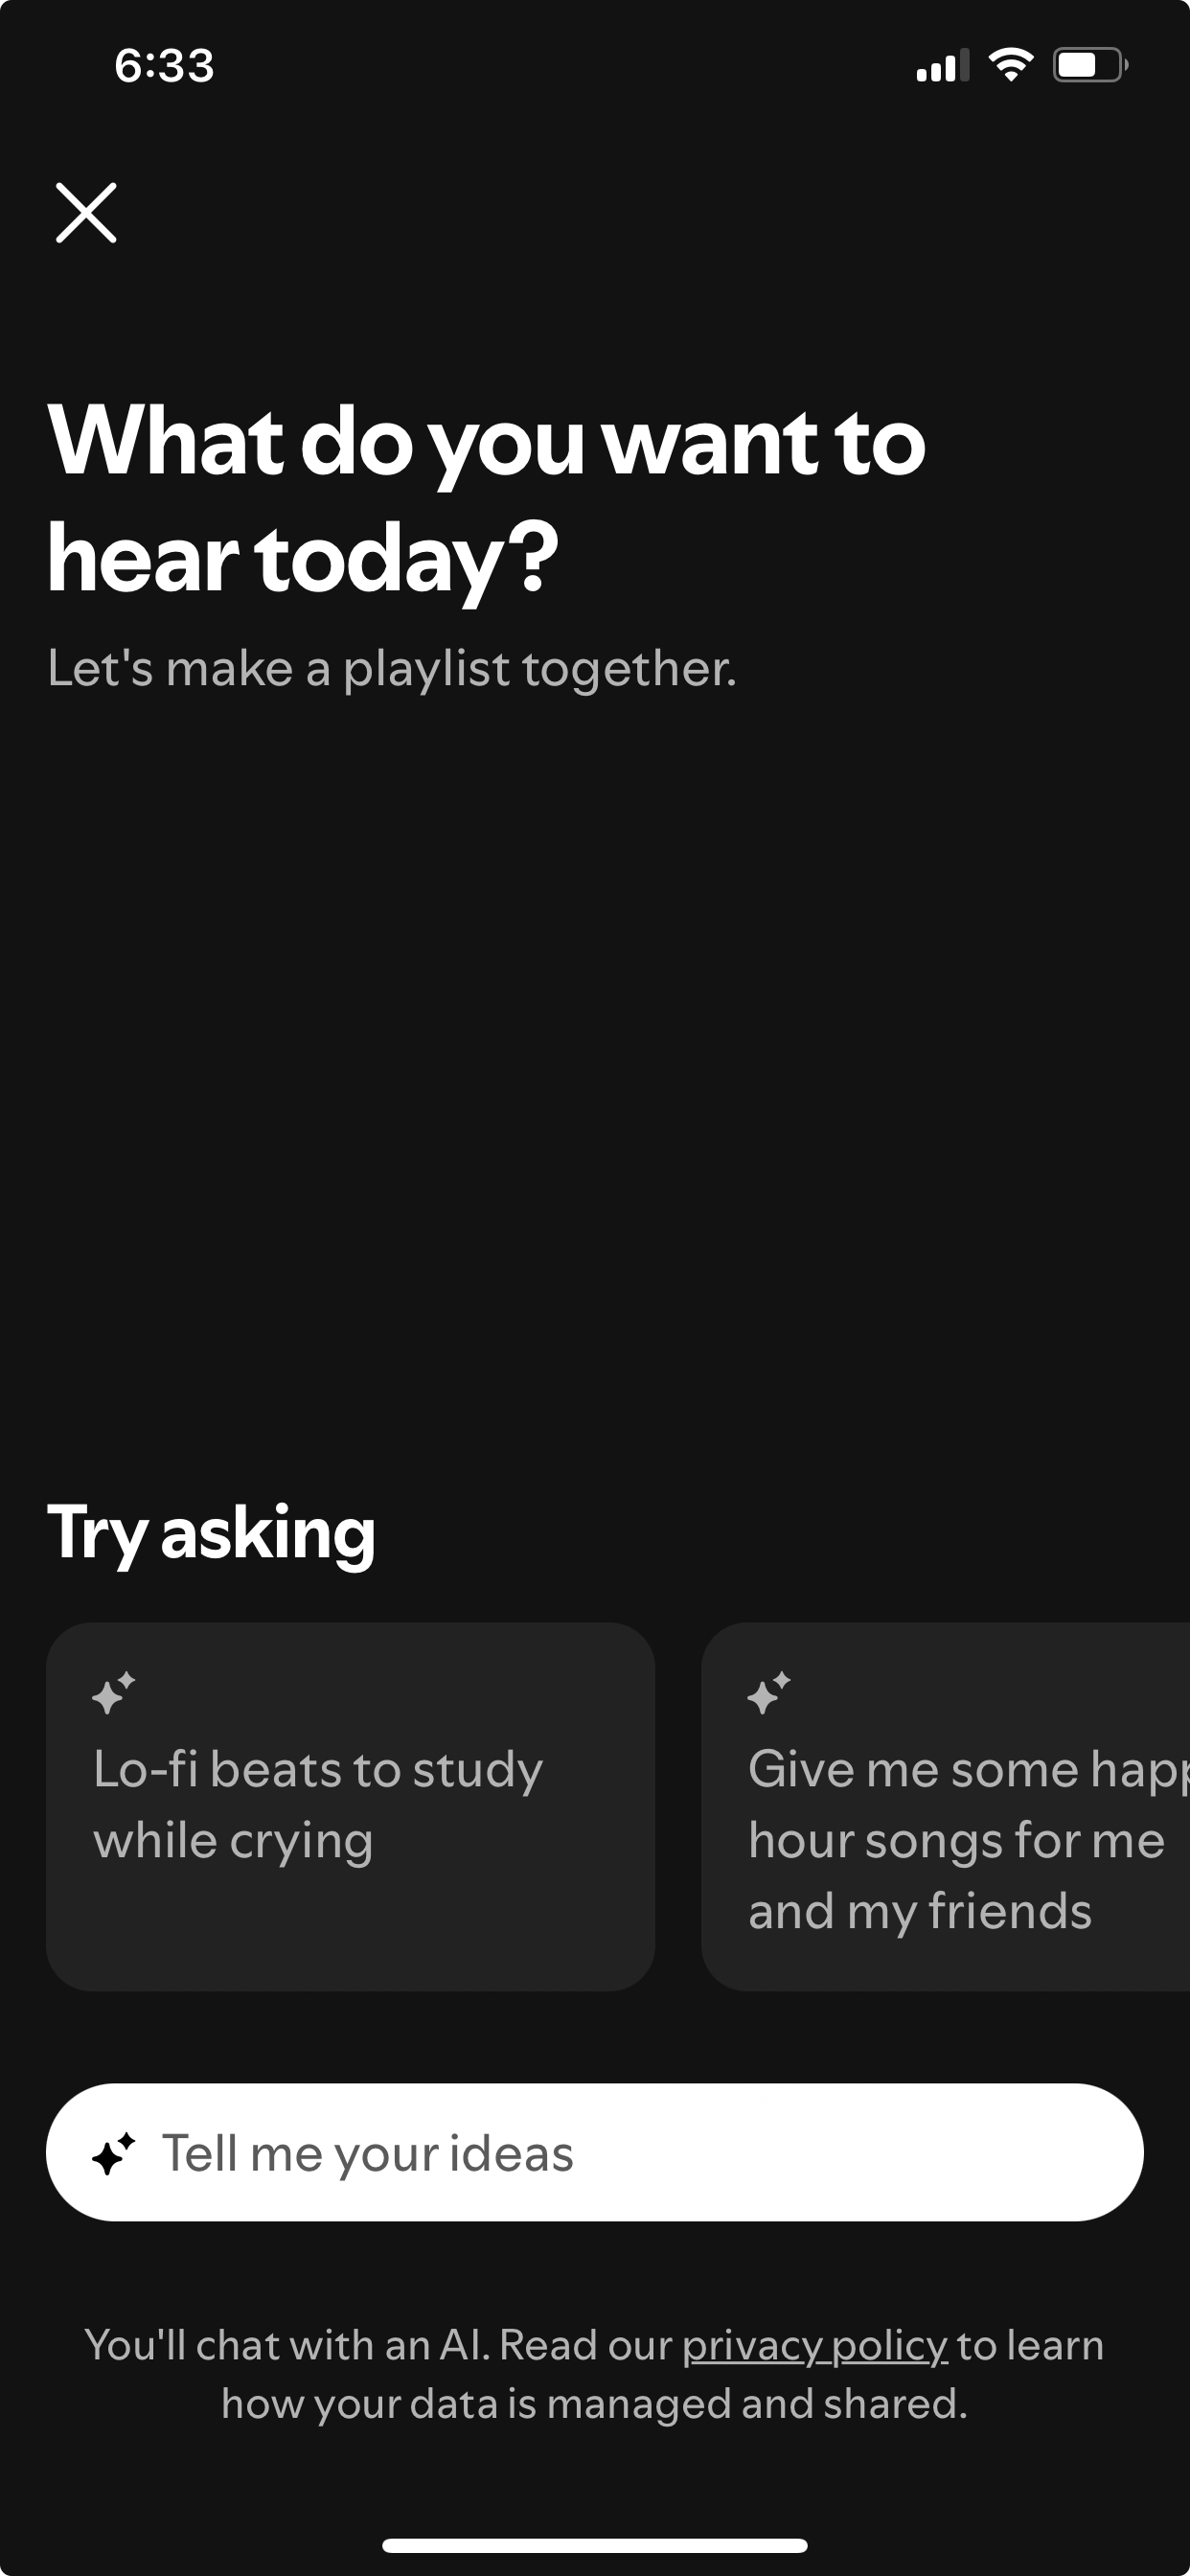 6:33
What do you want to
hear today?
Let's make a playlist together.
Try asking
Lo-fi beats to study
while crying
Give me some happ
hour songs for me
and my friends
Tell me your ideas
You'll chat with an AI. Read our privacy policy to learn
how your data is managed and shared.